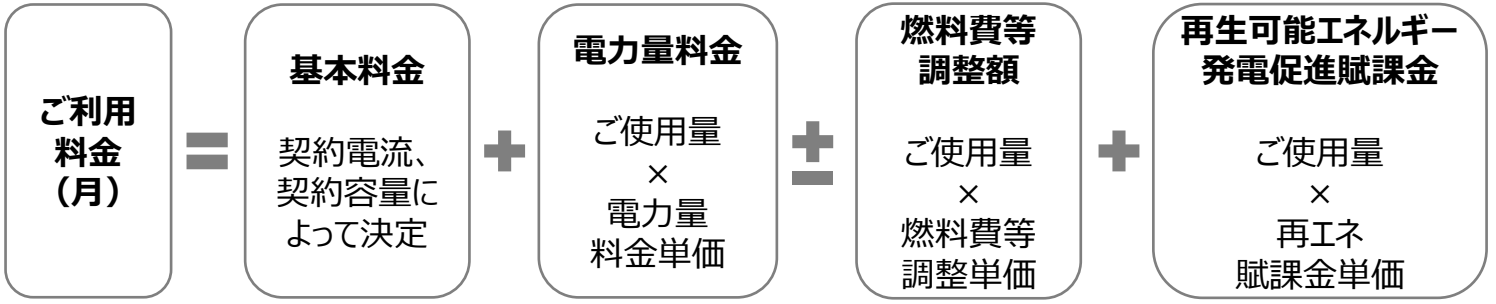 ご利用
料金
（月）
＝
基本料金
契約電流、
契約容量に
よって決定
＋
電力量料金
ご使用量
×
電力量
料金単価
±
燃料費等
調整額
ご使用量
×
燃料費等
調整単価
＋
再生可能エネルギー
発電促進賦課金
ご使用量
×
再エネ
賦課金単価